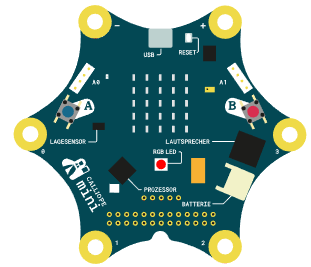 − +
USB
RESET
A0
A1
A
B
LAGESENSOR
LAUTSPRECHER
0
3
RGB LED
CALLIOPE
mini
PROZESSOR
BATTERIE
1
2